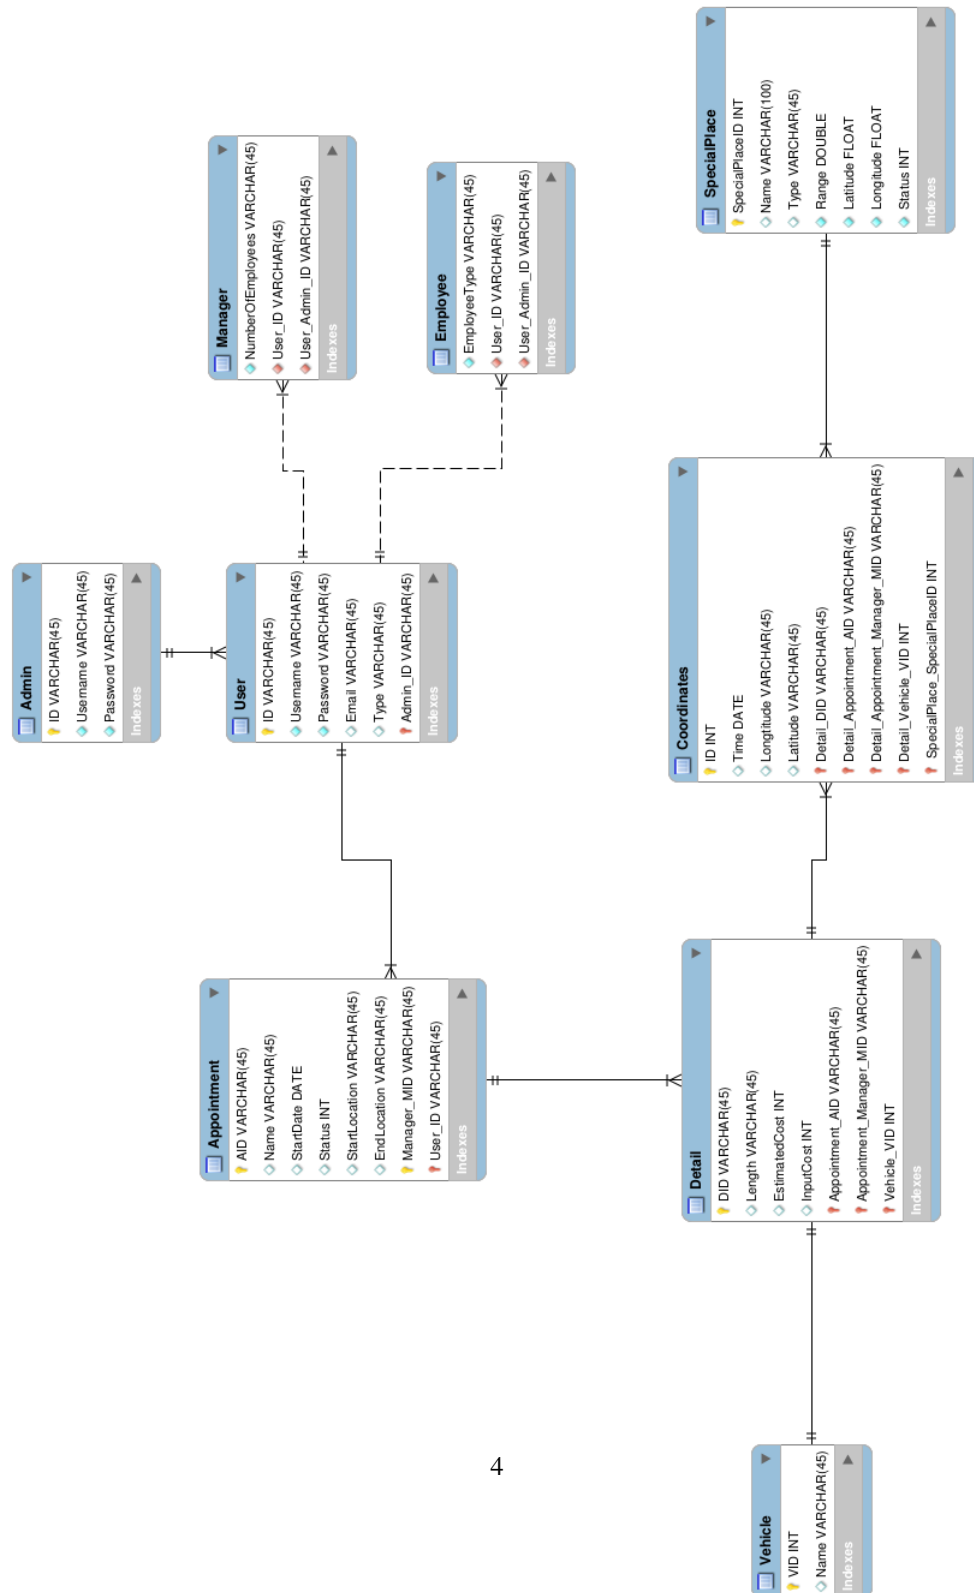 Admin
ID VARCHAR(45)
Username VARCHAR(45)
Password VARCHAR(45)
Indexes
Manager
NumberOfEmployees VARCHAR(45)
User_ID VARCHAR(45)
User_Admin_ID VARCHAR(45)
Indexes
User
ID VARCHAR(45)
Username VARCHAR(45)
Password VARCHAR(45)
Email VARCHAR(45)
Type VARCHAR(45)
Admin_ID VARCHAR(45)
Indexes
Employee
EmployeeType VARCHAR(45)
User_ID VARCHAR(45)
User_Admin_ID VARCHAR(45)
Indexes
Appointment
AID VARCHAR(45)
Name VARCHAR(45)
StartDate DATE
Status INT
StartLocation VARCHAR(45)
EndLocation VARCHAR(45)
Manager_MID VARCHAR(45)
User_ID VARCHAR(45)
Indexes
Vehicle
VID INT
Name VARCHAR(45)
Indexes
Detail
DID VARCHAR(45)
Length VARCHAR(45)
EstimatedCost INT
InputCost INT
Appointment_AID VARCHAR(45)
Appointment_Manager_MID VARCHAR(45)
Vehicle_VID INT
Indexes
Coordinates
ID INT
Time DATE
Longtitude VARCHAR(45)
Latitude VARCHAR(45)
Detail_DID VARCHAR(45)
Detail_Appointment_AID VARCHAR(45)
Detail_Appointment_Manager_MID VARCHAR(45)
Detail_Vehicle_VID INT
SpecialPlace_SpecialPlaceID INT
Indexes
SpecialPlace
SpecialPlaceID INT
Name VARCHAR(100)
Type VARCHAR(45)
Range DOUBLE
Latitude FLOAT
Longitude FLOAT
Status INT
Indexes
4